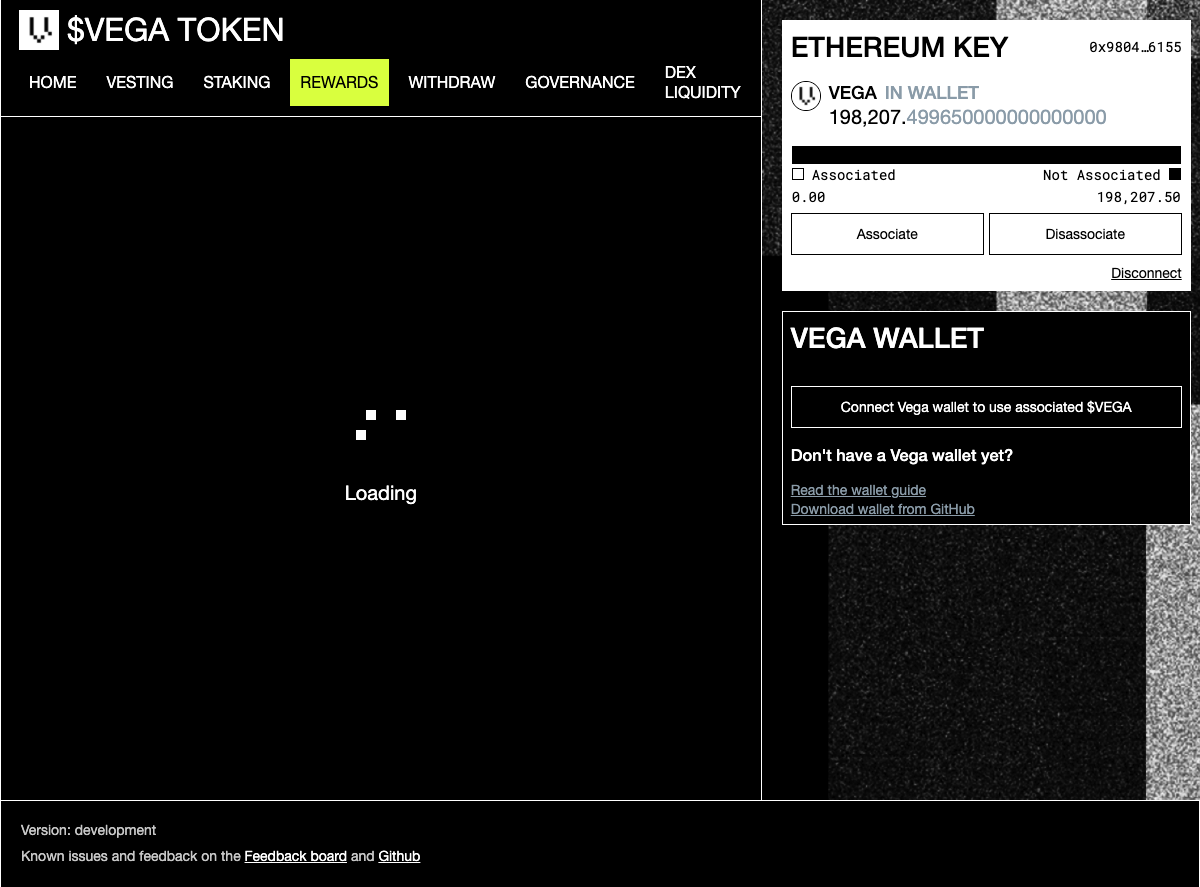 $VEGA TOKEN
HOME VESTING STAKING REWARDS WITHDRAW GOVERNANCE DEX LIQUIDITY
Loading
ETHEREUM KEY 0x9804…6155
VEGA IN WALLET
198,207.499650000000000000
Associated Not Associated
0.00 198,207.50
Associate Disassociate
Disconnect
VEGA WALLET
Connect Vega wallet to use associated $VEGA
Don't have a Vega wallet yet?
Read the wallet guide
Download wallet from GitHub
Version: development
Known issues and feedback on the Feedback board and Github